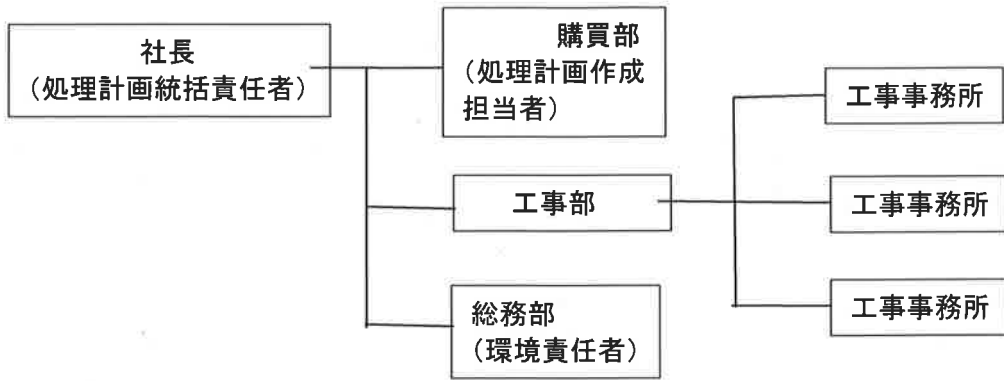 社長
（処理計画統括責任者）
購買部
（処理計画作成
担当者）
工事部
総務部
（環境責任者）
工事事務所
工事事務所
工事事務所